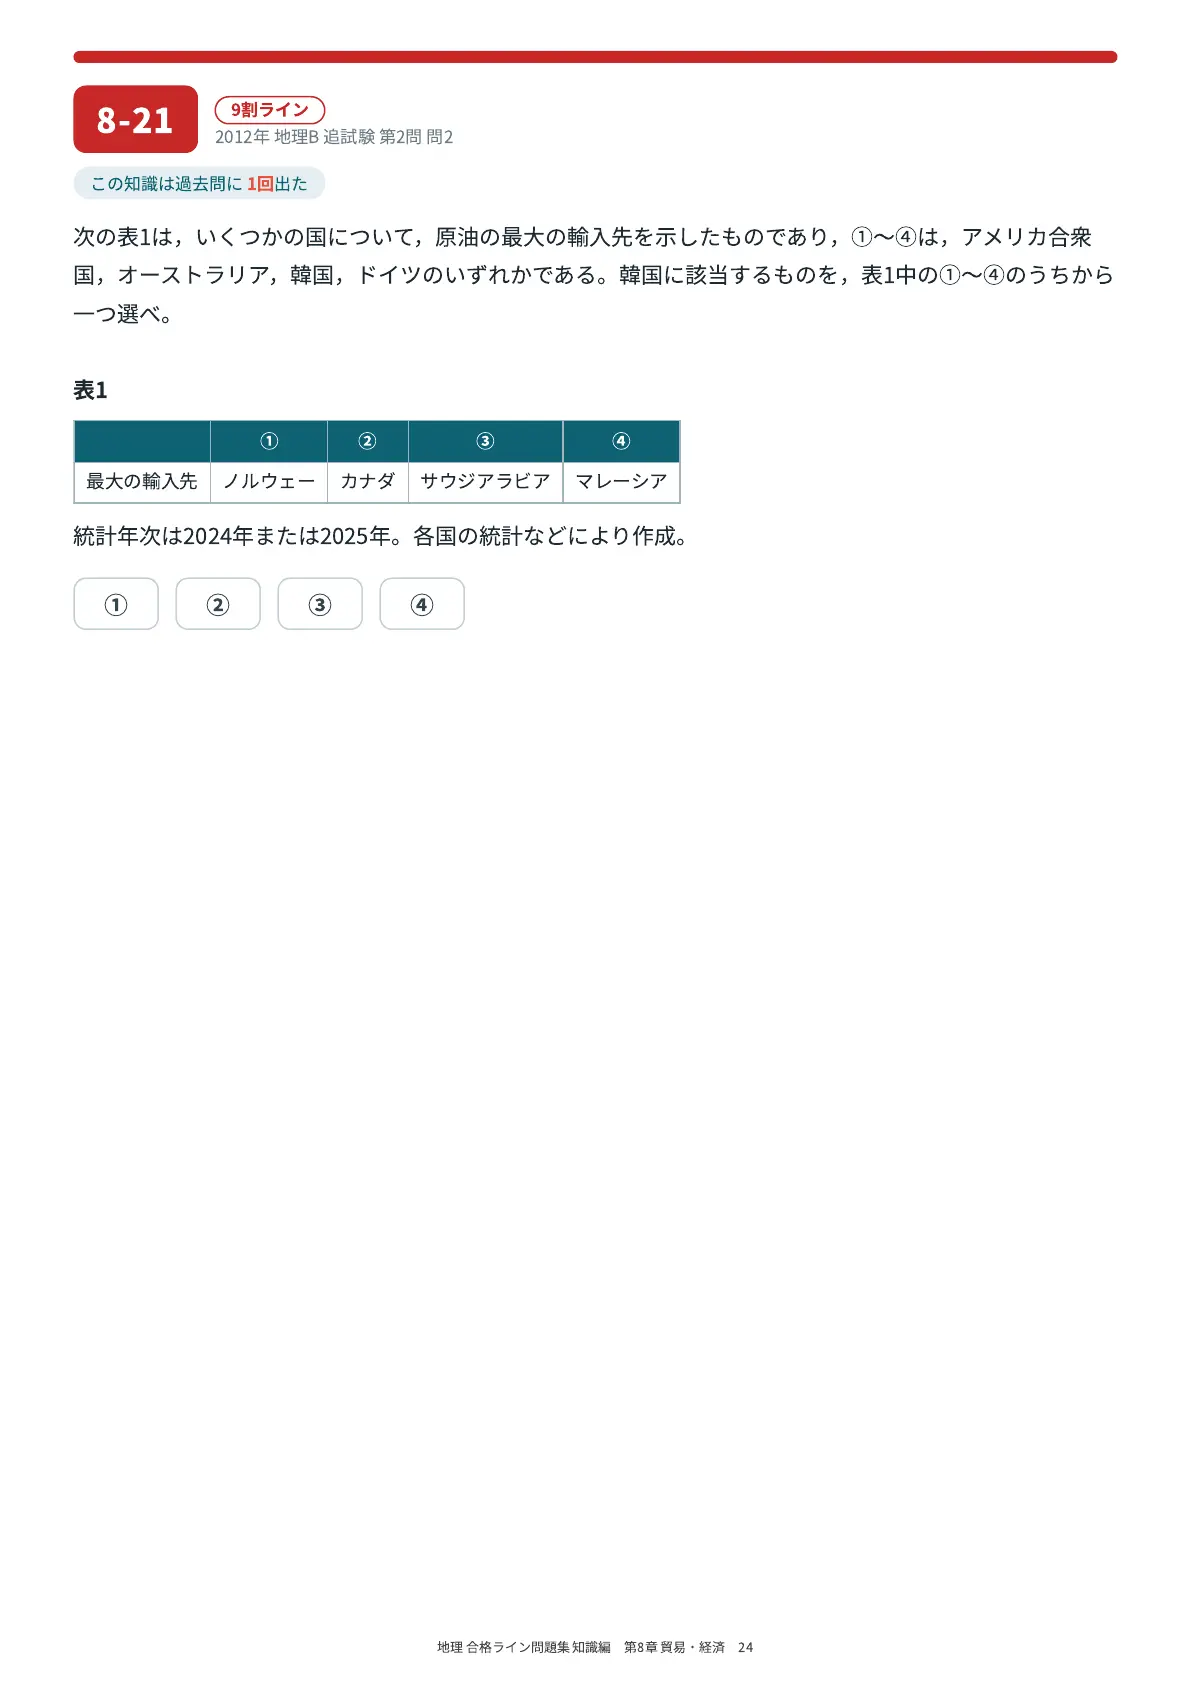 8-21
9割ライン
2012年 地理B 追試験 第2問 問2
この知識は過去問に 1回出た
次の表1は，いくつかの国について，原油の最大の輸入先を示したものであり，①～④は，アメリカ合衆
国，オーストラリア，韓国，ドイツのいずれかである。韓国に該当するものを，表1中の①～④のうちから
一つ選べ。
表1
① ② ③ ④
最大の輸入先 ノルウェー カナダ サウジアラビア マレーシア
統計年次は2024年または2025年。各国の統計などにより作成。
① ② ③ ④
地理 合格ライン問題集 知識編 第8章 貿易・経済 24